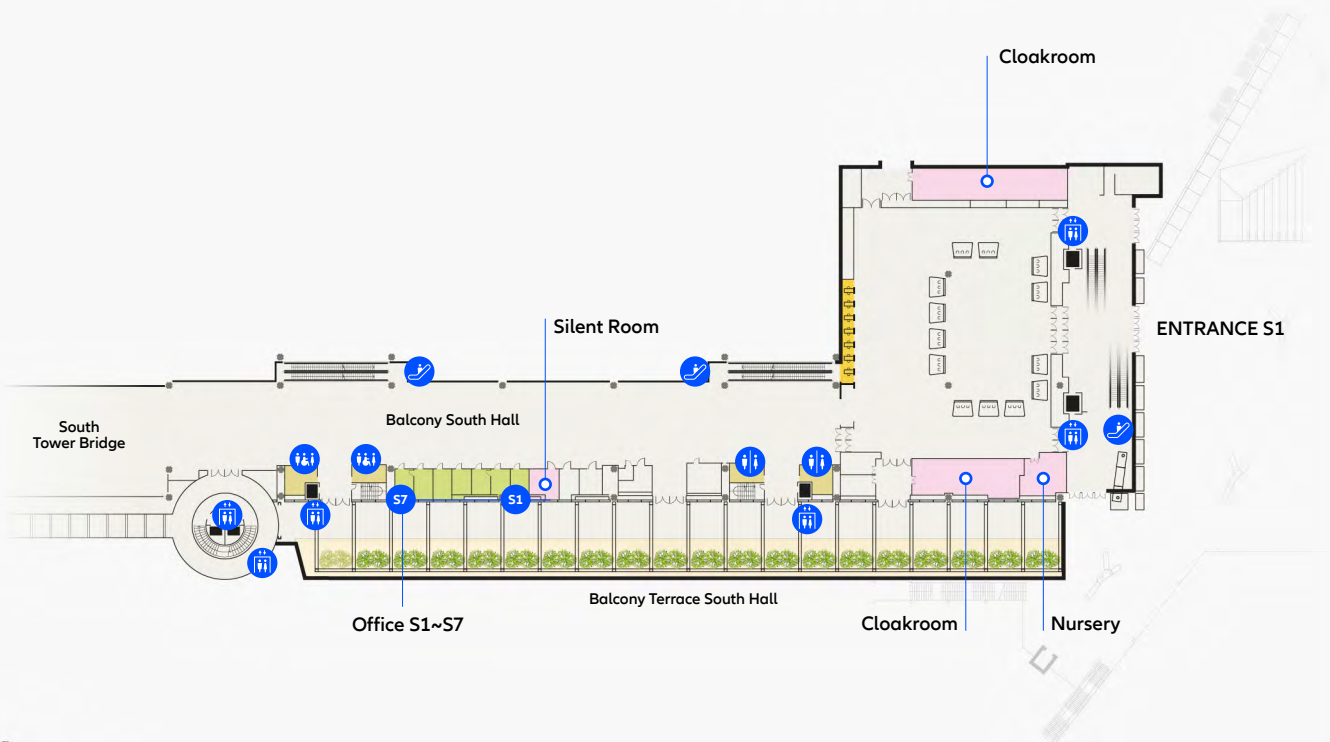 Cloakroom
ENTRANCE S1
Silent Room
Balcony South Hall
South
Tower Bridge
S7
S1
Balcony Terrace South Hall
Office S1~S7
Cloakroom
Nursery